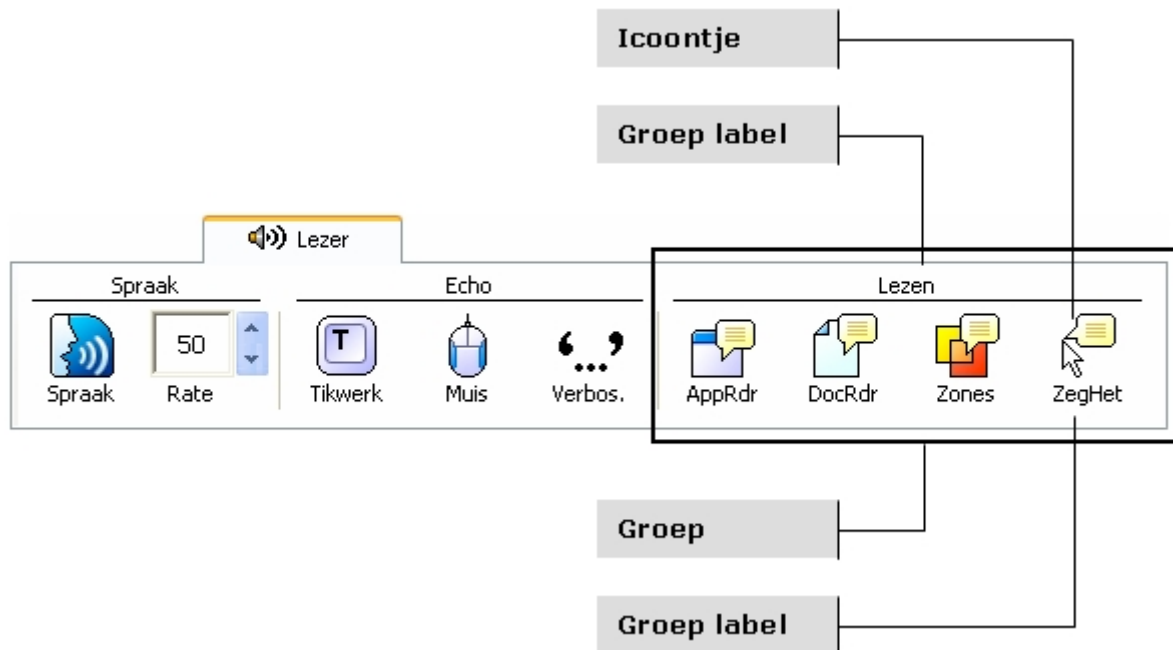 Icoontje
Groep label
Lezer
Spraak Echo Lezen
T 50 ‘...’
Spraak Rate Tikwerk Muis Verbos. AppRdr DocRdr Zones ZegHet
Groep
Groep label